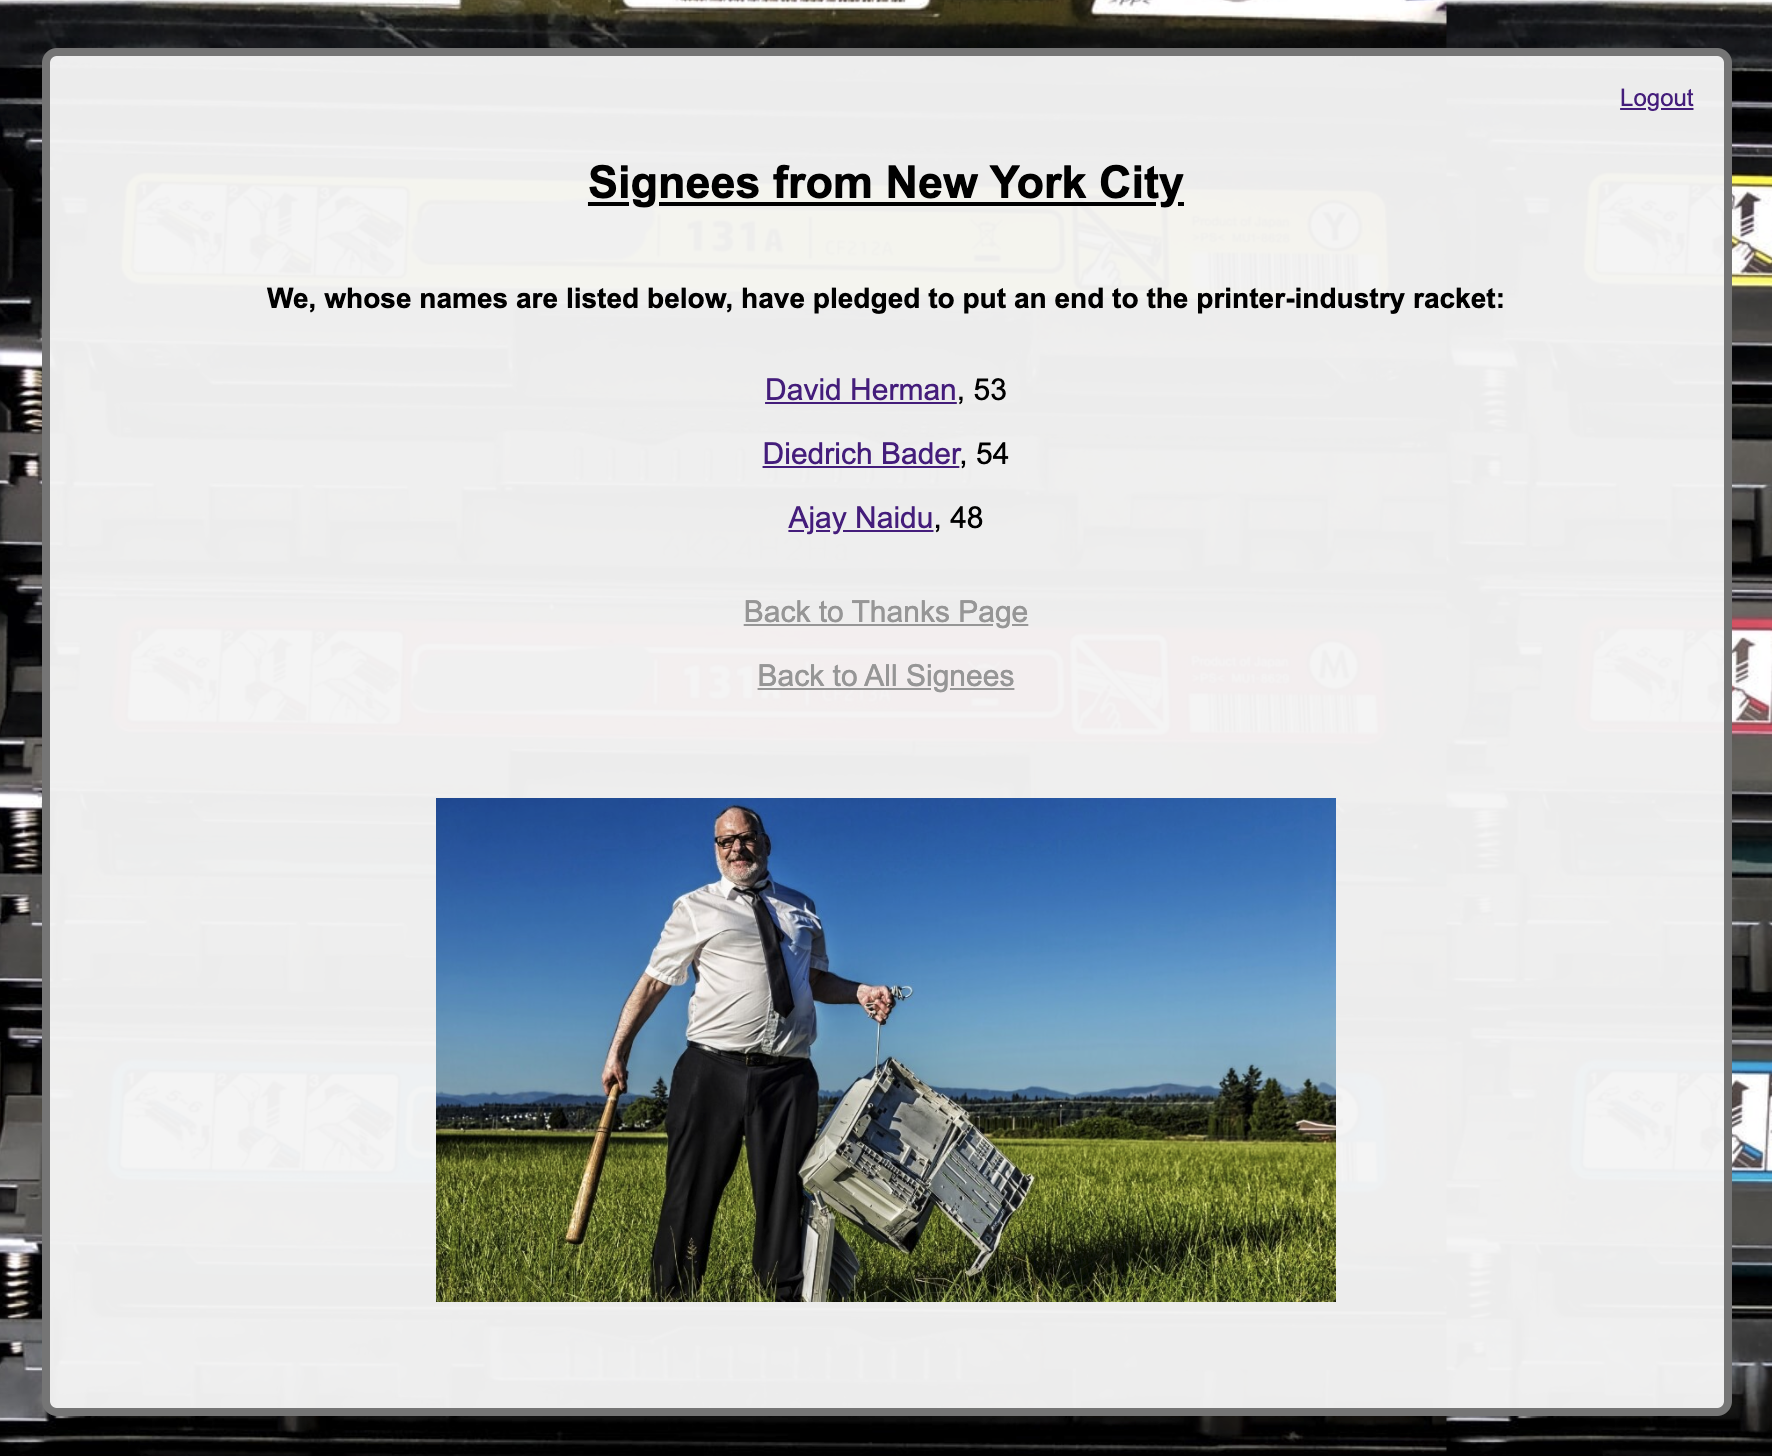 Logout
Signees from New York City
131A
Y
We, whose names are listed below, have pledged to put an end to the printer-industry racket:
David Herman, 53
Diedrich Bader, 54
Ajay Naidu, 48
Back to Thanks Page
Back to All Signees
M